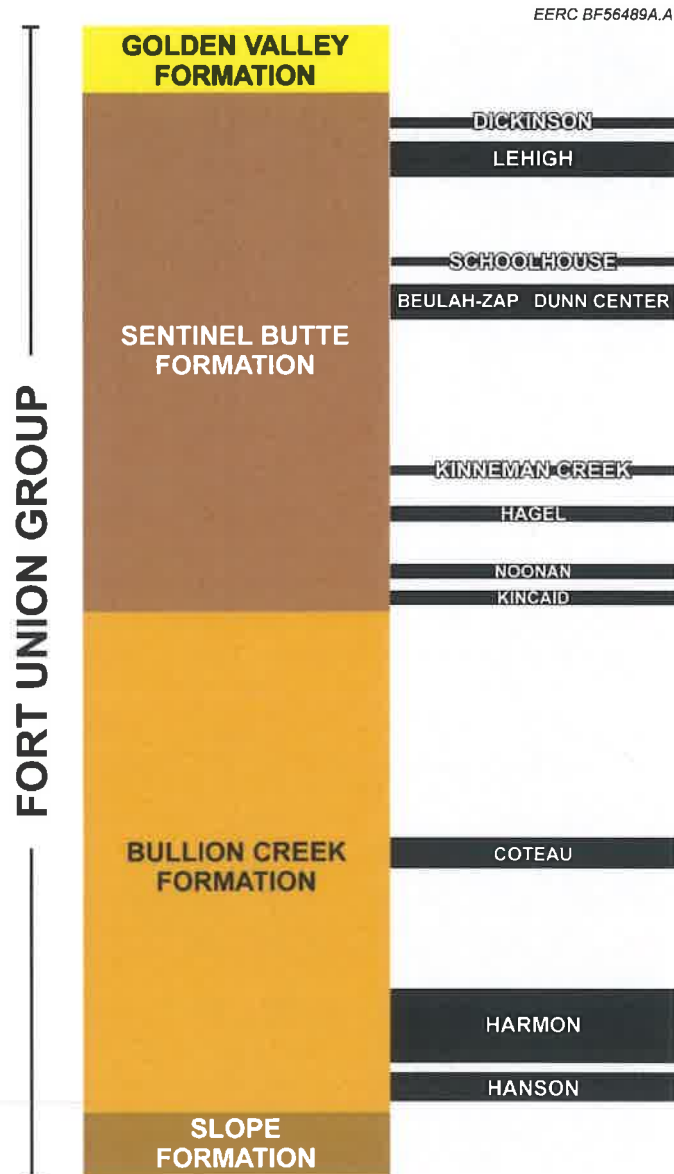 EERC BF56489A.A
FORT UNION GROUP
GOLDEN VALLEY
FORMATION
DICKINSON
LEHIGH
SCHOOLHOUSE
BEULAH-ZAP DUNN CENTER
SENTINEL BUTTE
FORMATION
KINNEMAN CREEK
HAGEL
NOONAN
KINCAID
BULLION CREEK
FORMATION
COTEAU
HARMON
HANSON
SLOPE
FORMATION